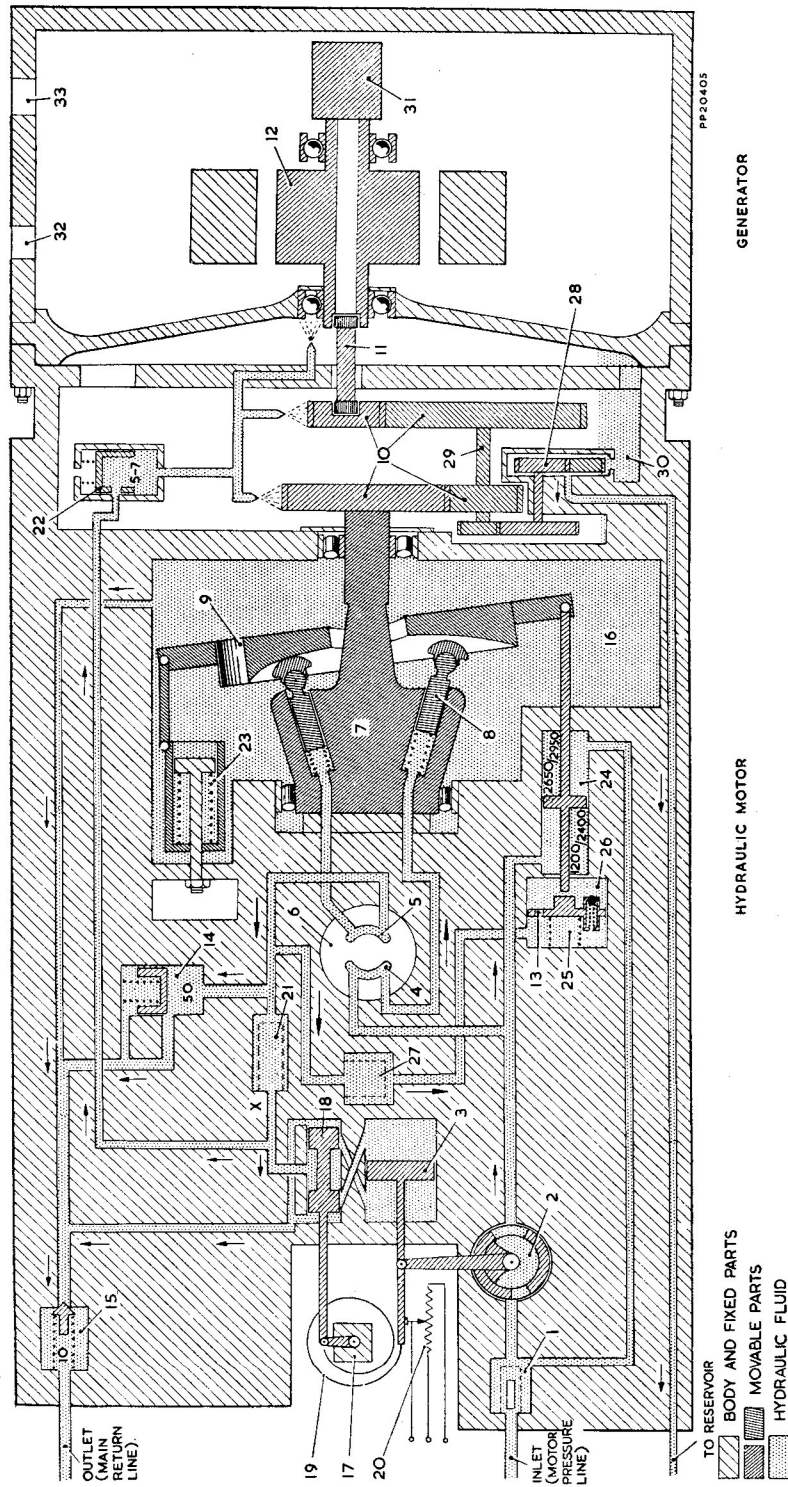 OUTLET
(MAIN
RETURN
LINE).
10
15
19
17
20
INLET
(MOTOR
PRESSURE
LINE)
1
2
3
18
X
21
27
6
4
5
14
50
23
9
7
8
16
1200/2400
2650/2950
13
25
26
24
22
5-7
10
11
29
28
30
12
31
32
33
PP20405
TO RESERVOIR
BODY AND FIXED PARTS
MOVABLE PARTS
HYDRAULIC FLUID
HYDRAULIC MOTOR
GENERATOR